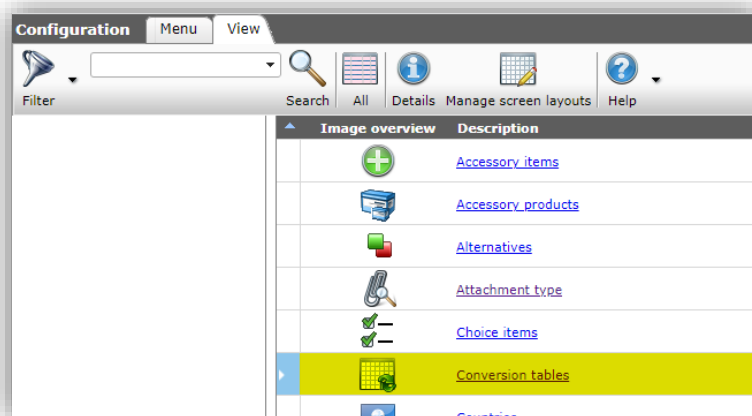 Configuration Menu View
Filter Search All Details Manage screen layouts Help
Image overview Description
Accessory items
Accessory products
Alternatives
Attachment type
Choice items
Conversion tables